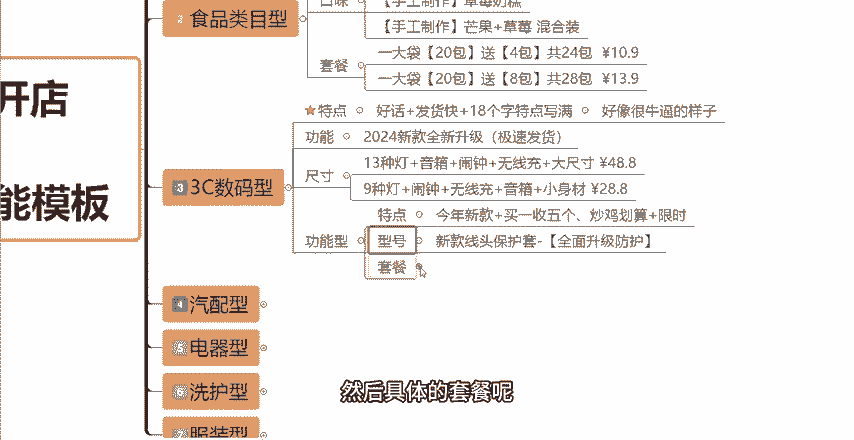 2 食品类目型
口味
【手工制作】草莓奶糕
【手工制作】芒果+草莓 混合装
套餐
一大袋【20包】送【4包】共24包 ¥10.9
一大袋【20包】送【8包】共28包 ¥13.9
开店
能模板
3 3C数码型
★特点
好话+发货快+18个字特点写满
好像很牛逼的样子
功能
2024新款全新升级（极速发货）
尺寸
13种灯+音箱+闹钟+无线充+大尺寸 ¥48.8
9种灯+闹钟+无线充+音箱+小身材 ¥28.8
功能型
特点
今年新款+买一收五个、炒鸡划算+限时
型号
新款线头保护套-【全面升级防护】
套餐
4 汽配型
5 电器型
6 洗护型
7 服装型
然后具体的套餐呢